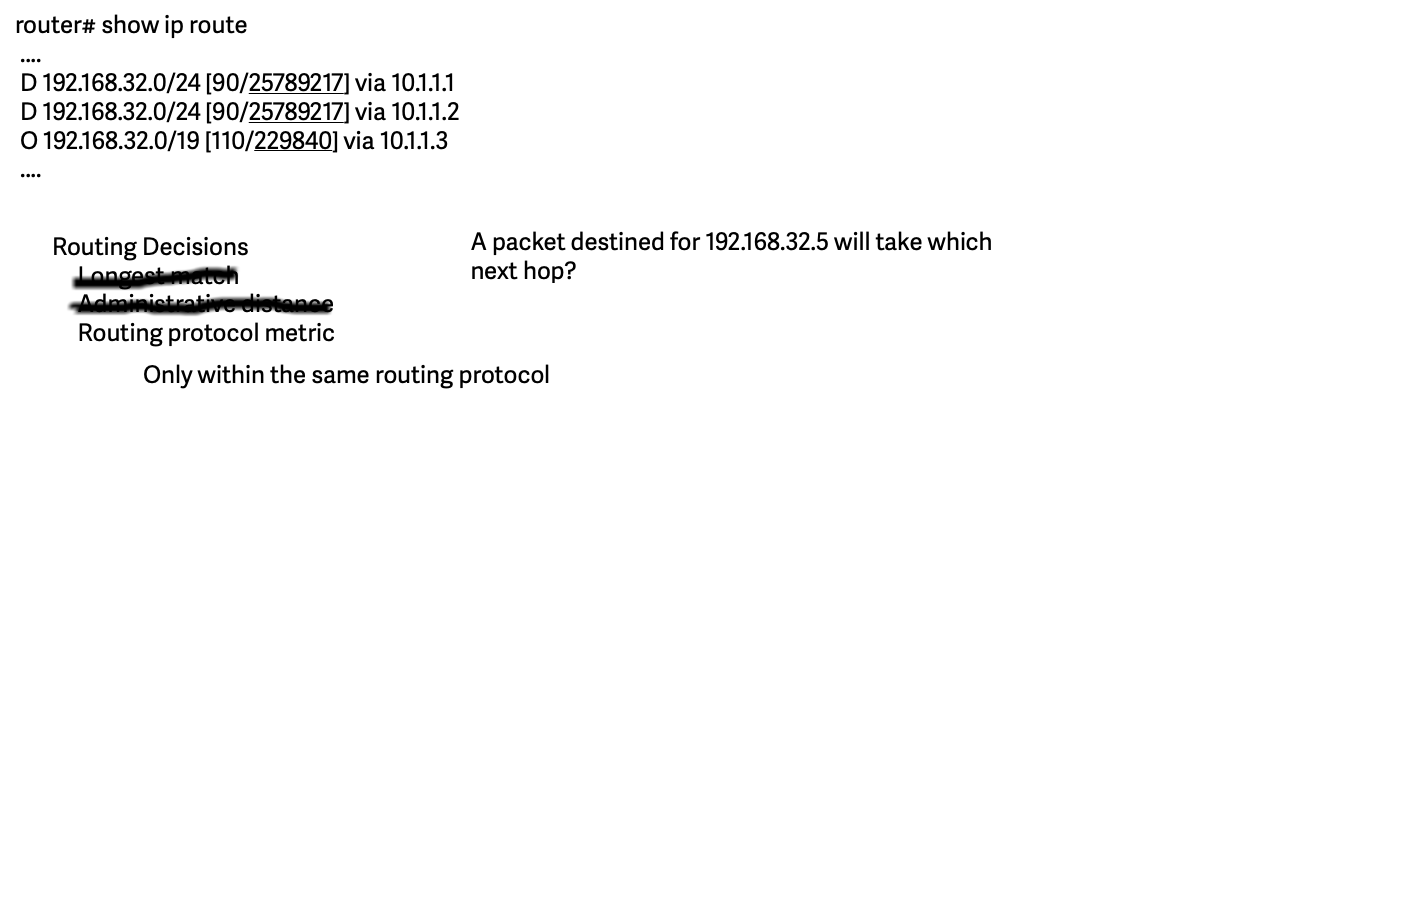 router# show ip route
....
D 192.168.32.0/24 [90/25789217] via 10.1.1.1
D 192.168.32.0/24 [90/25789217] via 10.1.1.2
O 192.168.32.0/19 [110/229840] via 10.1.1.3
....
Routing Decisions
Longest match
Administrative distance
Routing protocol metric
Only within the same routing protocol
A packet destined for 192.168.32.5 will take which
next hop?